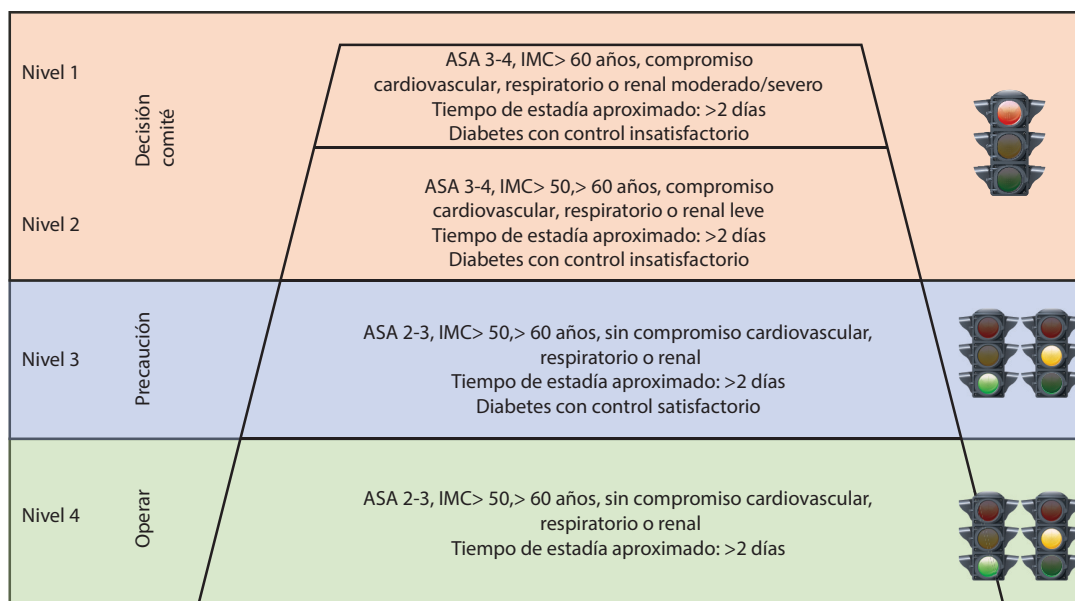 Nivel 1
Decisión
comité
ASA 3-4, IMC> 60 años, compromiso
cardiovascular, respiratorio o renal moderado/severo
Tiempo de estadía aproximado: >2 días
Diabetes con control insatisfactorio
Nivel 2
ASA 3-4, IMC> 50,> 60 años, compromiso
cardiovascular, respiratorio o renal leve
Tiempo de estadía aproximado: >2 días
Diabetes con control insatisfactorio
Nivel 3
Precaución
ASA 2-3, IMC> 50,> 60 años, sin compromiso cardiovascular,
respiratorio o renal
Tiempo de estadía aproximado: >2 días
Diabetes con control satisfactorio
Nivel 4
Operar
ASA 2-3, IMC> 50,> 60 años, sin compromiso cardiovascular,
respiratorio o renal
Tiempo de estadía aproximado: >2 días